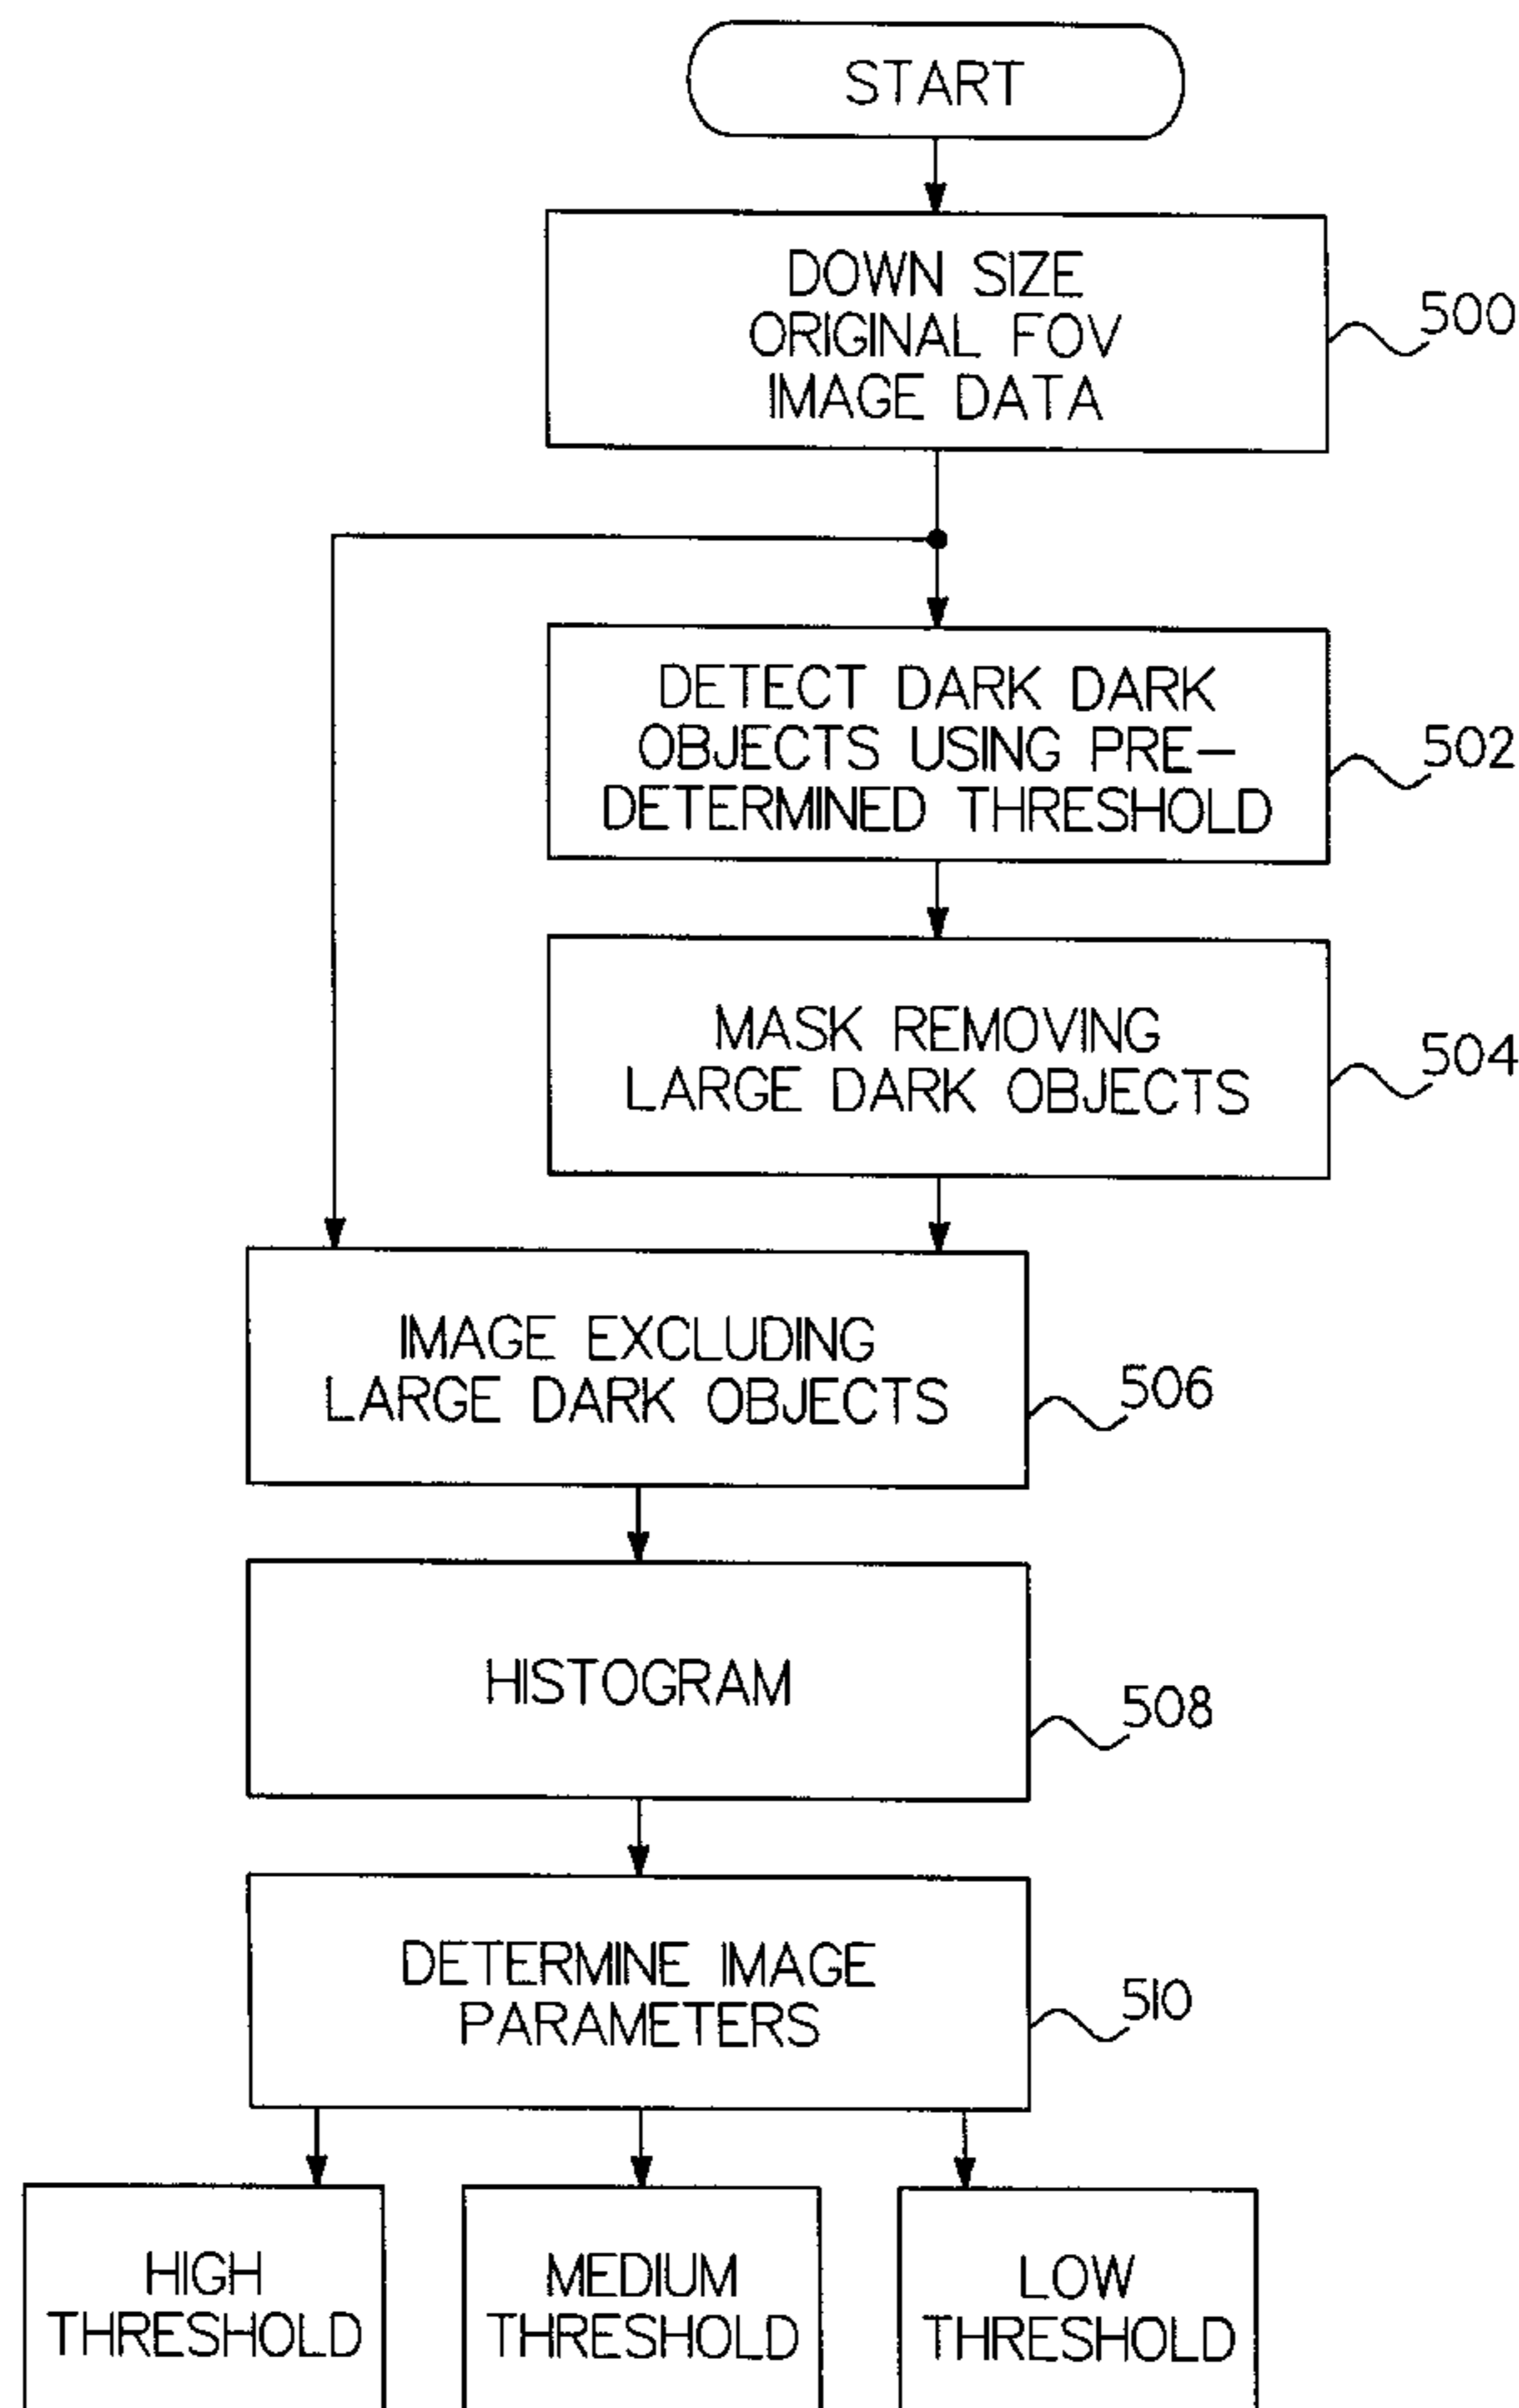 START
DOWN SIZE
ORIGINAL FOV
IMAGE DATA
500
DETECT DARK DARK
OBJECTS USING PRE-
DETERMINED THRESHOLD
502
MASK REMOVING
LARGE DARK OBJECTS
504
IMAGE EXCLUDING
LARGE DARK OBJECTS
506
HISTOGRAM
508
DETERMINE IMAGE
PARAMETERS
510
HIGH
THRESHOLD
MEDIUM
THRESHOLD
LOW
THRESHOLD